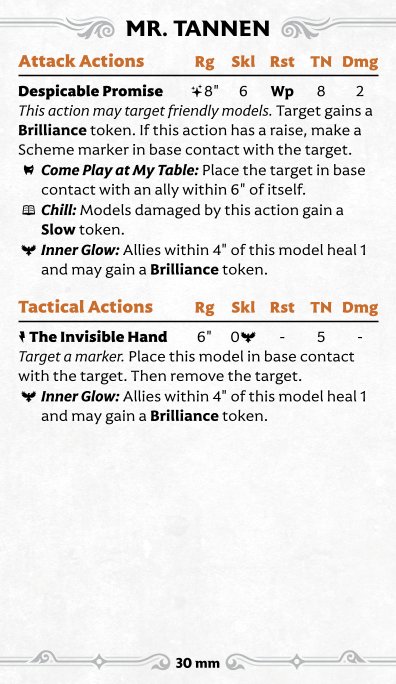 MR. TANNEN
Attack Actions Rg Skl Rst TN Dmg
Despicable Promise 8" 6 Wp 8 2
This action may target friendly models. Target gains a
Brilliance token. If this action has a raise, make a
Scheme marker in base contact with the target.
Come Play at My Table: Place the target in base
contact with an ally within 6" of itself.
Chill: Models damaged by this action gain a
Slow token.
Inner Glow: Allies within 4" of this model heal 1
and may gain a Brilliance token.
Tactical Actions Rg Skl Rst TN Dmg
The Invisible Hand 6" 0 - 5 -
Target a marker. Place this model in base contact
with the target. Then remove the target.
Inner Glow: Allies within 4" of this model heal 1
and may gain a Brilliance token.
30 mm